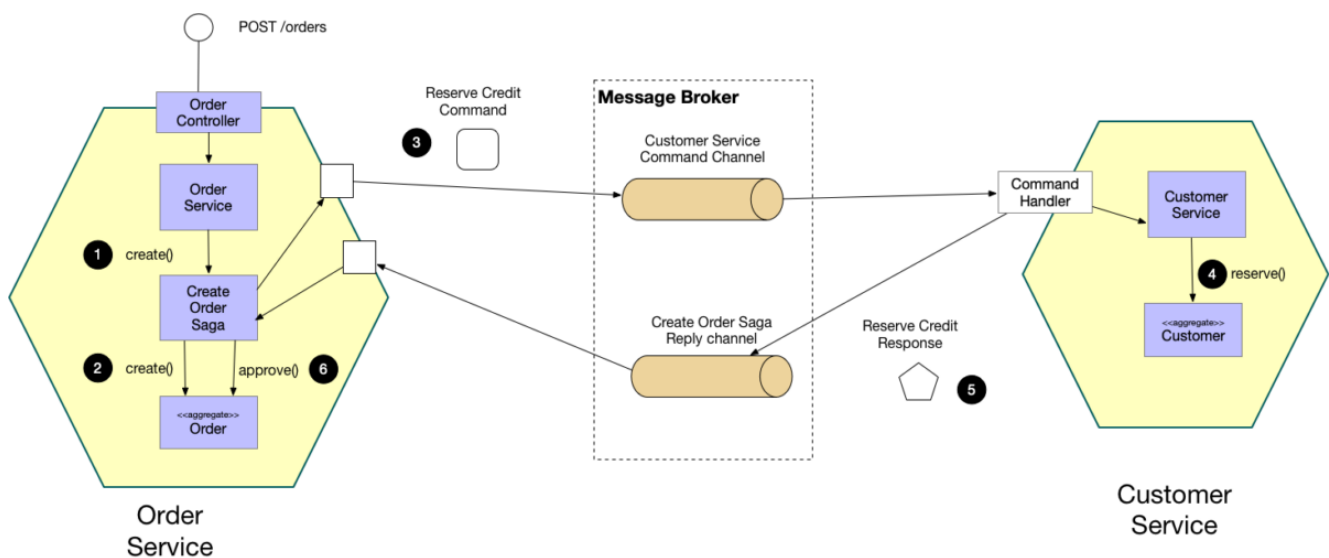 POST /orders
Order
Controller
Order
Service
1
create()
Create
Order
Saga
2
create()
approve()
6
<<aggregate>>
Order
Order
Service
Reserve Credit
Command
3
Message Broker
Customer Service
Command Channel
Create Order Saga
Reply channel
Reserve Credit
Response
5
Command
Handler
Customer
Service
4
reserve()
<<aggregate>>
Customer
Customer
Service